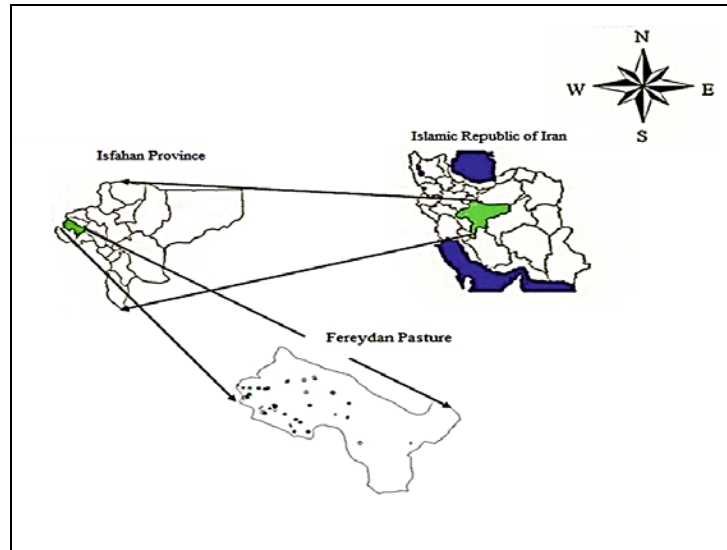 N
W E
S
Islamic Republic of Iran
Isfahan Province
Fereydan Pasture